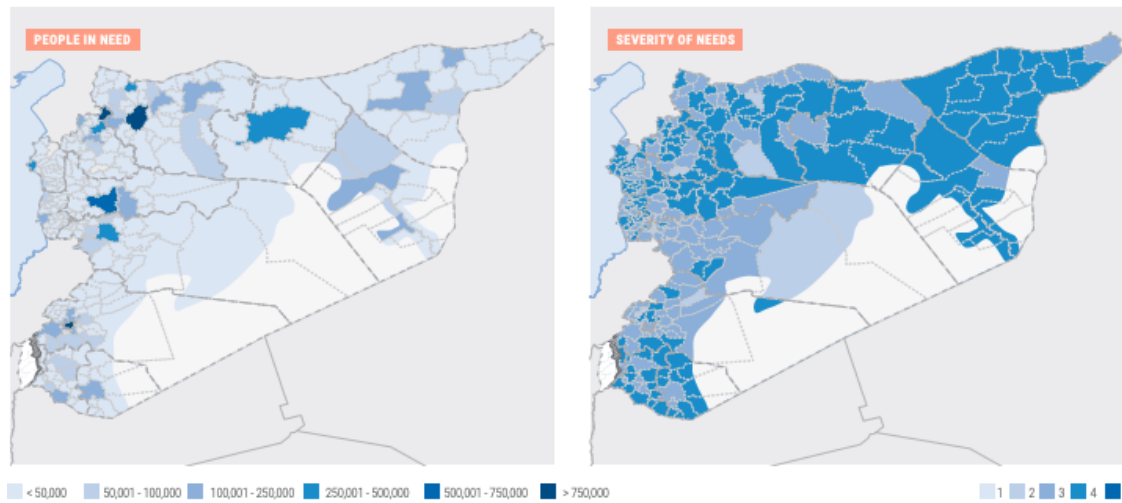 PEOPLE IN NEED
SEVERITY OF NEEDS
< 50,000
50,001 - 100,000
100,001 - 250,000
250,001 - 500,000
500,001 - 750,000
> 750,000
1
2
3
4